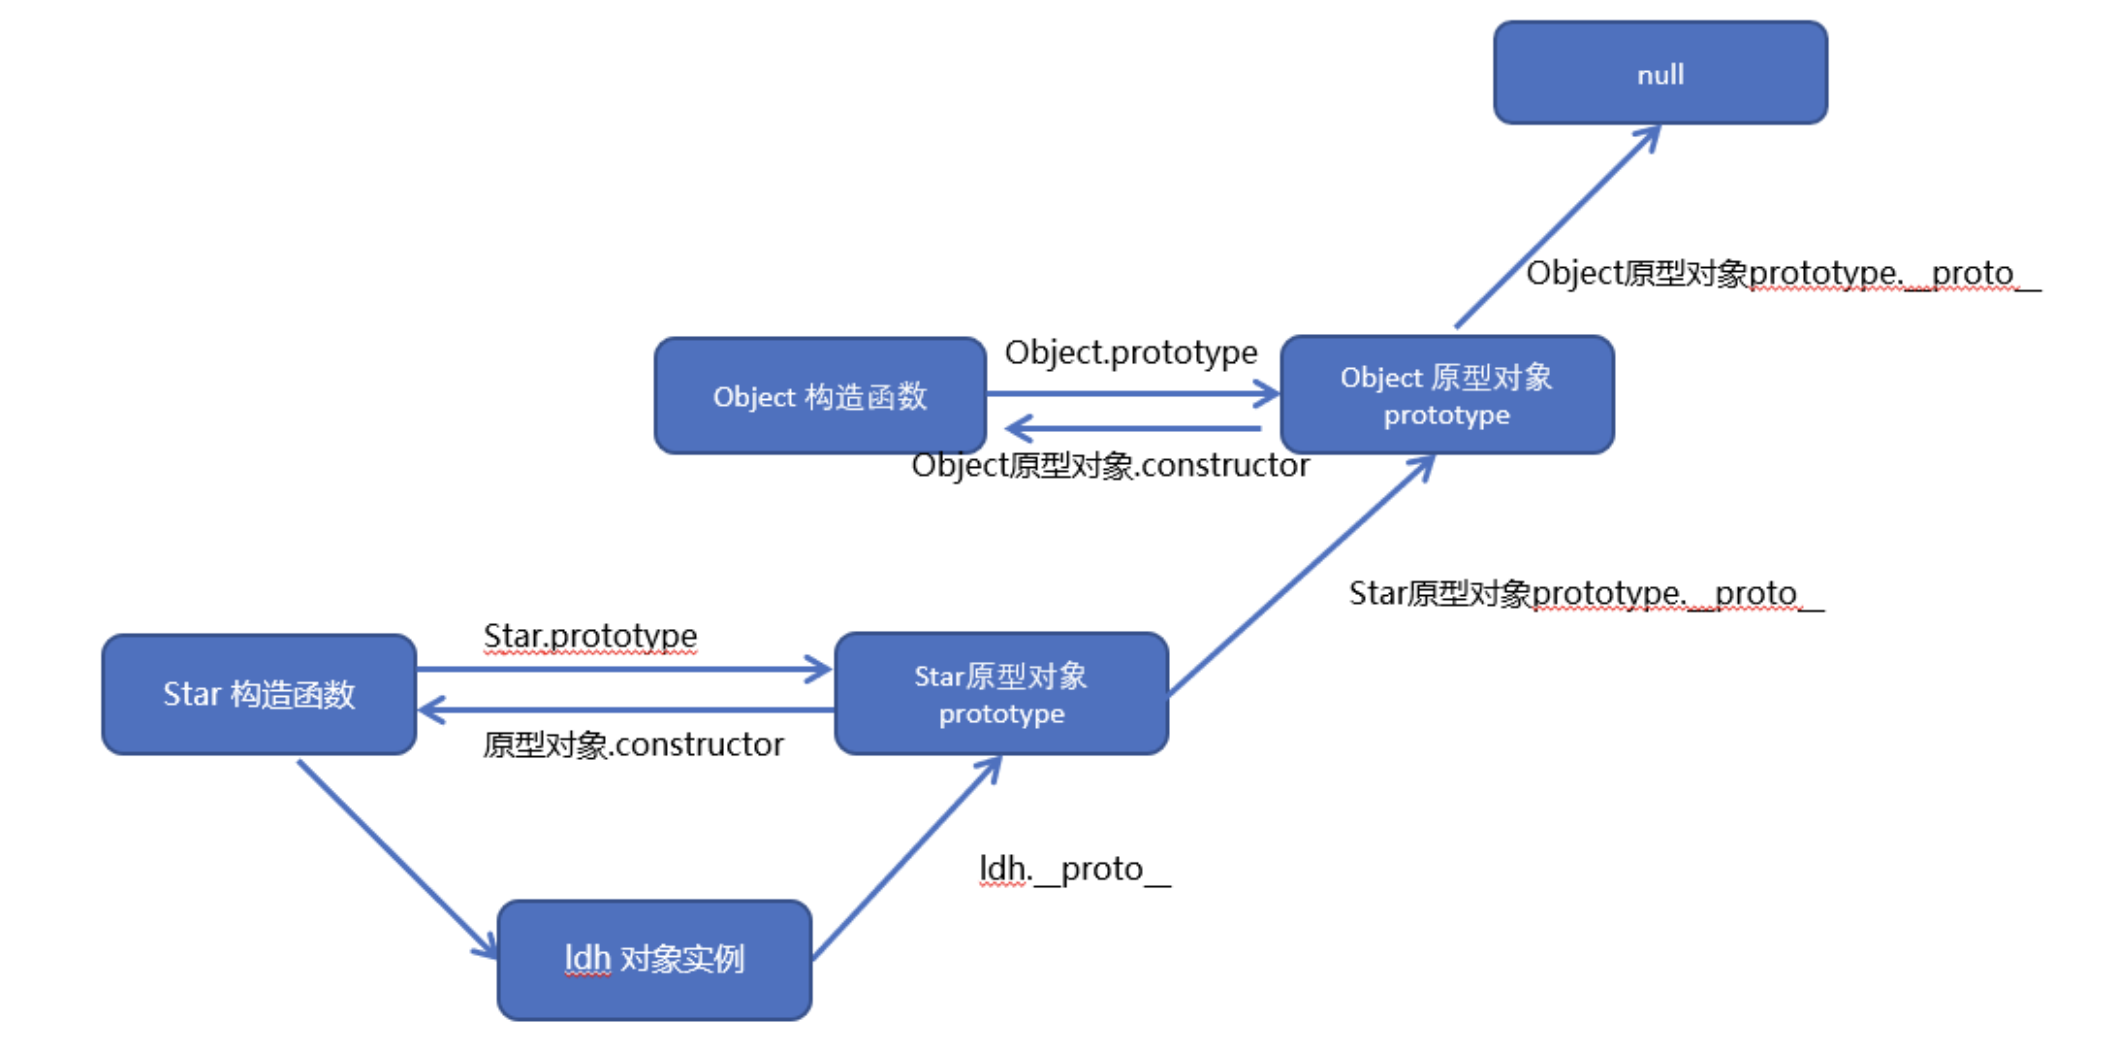 null
Object原型对象prototype.__proto__
Object.prototype
Object 构造函数
Object 原型对象
prototype
Object原型对象.constructor
Star原型对象prototype.__proto__
Star.prototype
Star 构造函数
Star原型对象
prototype
原型对象.constructor
ldh.__proto__
ldh 对象实例